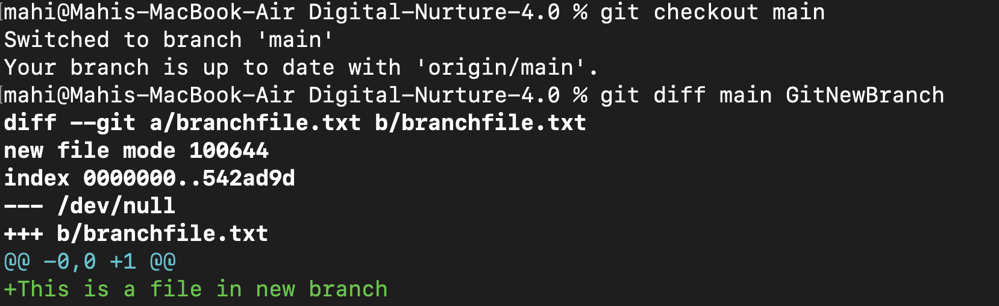 mahi@Mahis-MacBook-Air Digital-Nurture-4.0 % git checkout main
Switched to branch 'main'
Your branch is up to date with 'origin/main'.
mahi@Mahis-MacBook-Air Digital-Nurture-4.0 % git diff main GitNewBranch
diff --git a/branchfile.txt b/branchfile.txt
new file mode 100644
index 0000000..542ad9d
--- /dev/null
+++ b/branchfile.txt
@@ -0,0 +1 @@
+This is a file in new branch